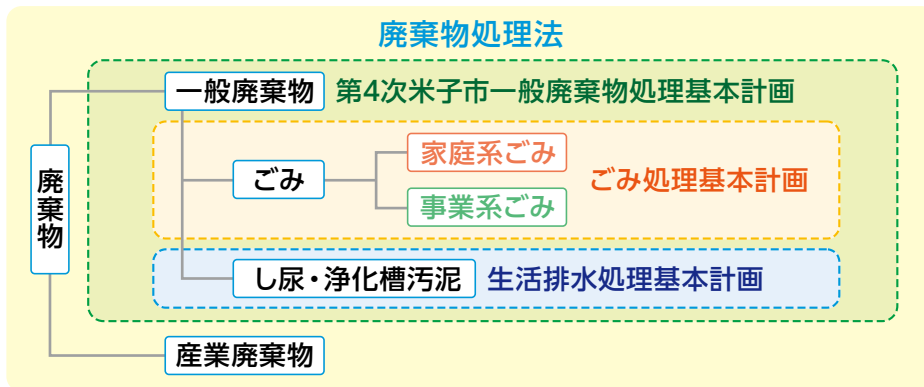 廃棄物処理法
一般廃棄物 第4次米子市一般廃棄物処理基本計画
廃棄物
ごみ
家庭系ごみ
事業系ごみ
ごみ処理基本計画
し尿・浄化槽汚泥 生活排水処理基本計画
産業廃棄物